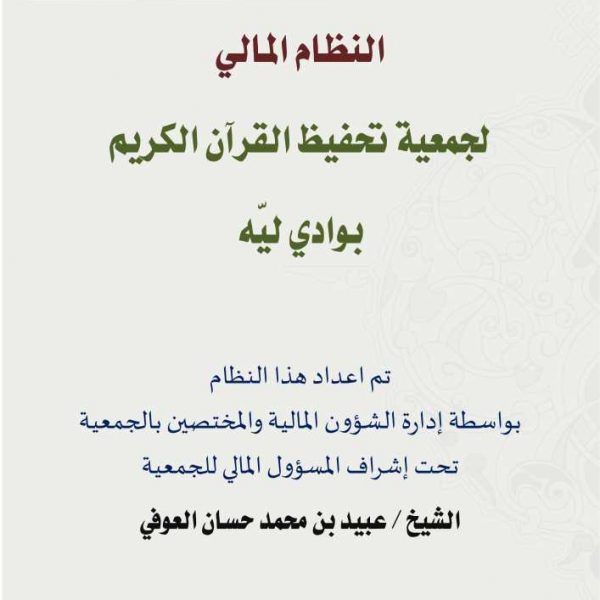 النظام المالي
لجمعية تحفيظ القرآن الكريم
بوادي ليّه
تم اعداد هذا النظام
بواسطة إدارة الشؤون المالية والمختصين بالجمعية
تحت إشراف المسؤول المالي للجمعية
الشيخ / عبيد بن محمد حسان العوفي